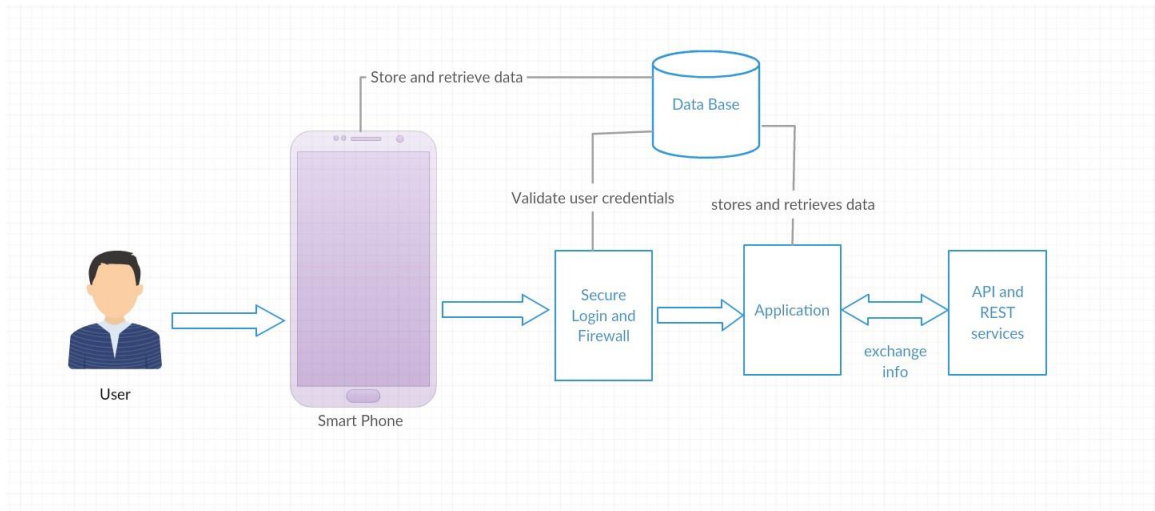 Store and retrieve data
Data Base
Validate user credentials
stores and retrieves data
Secure
Login and
Firewall
Application
API and
REST
services
exchange
info
User
Smart Phone